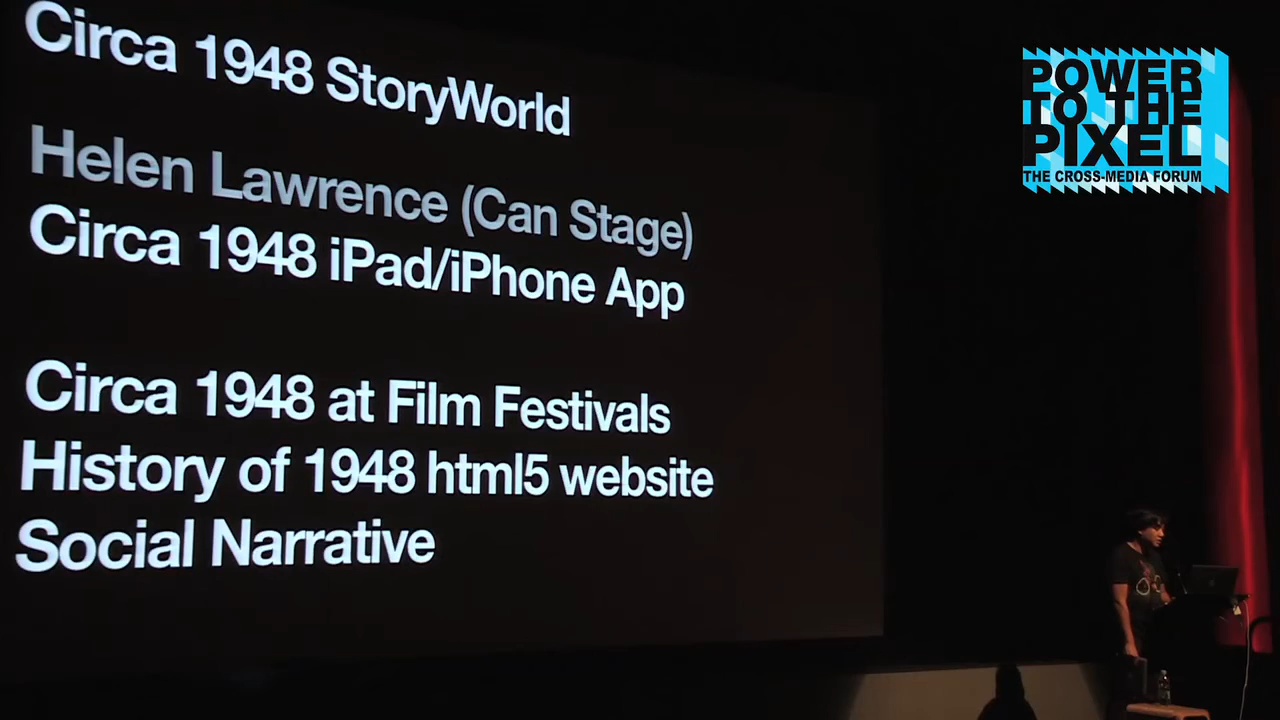 Circa 1948 StoryWorld
Helen Lawrence (Can Stage)
Circa 1948 iPad/iPhone App
Circa 1948 at Film Festivals
History of 1948 html5 website
Social Narrative
POWER
TO THE
PIXEL
THE CROSS-MEDIA FORUM